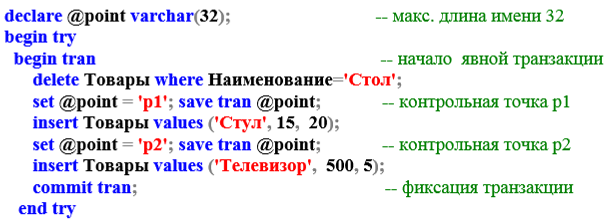 declare @point varchar(32); -- макс. длина имени 32
begin try
begin tran -- начало явной транзакции
delete Товары where Наименование='Стол';
set @point = 'p1'; save tran @point; -- контрольная точка p1
insert Товары values ('Стул', 15, 20);
set @point = 'p2'; save tran @point; -- контрольная точка p2
insert Товары values ('Телевизор', 500, 5);
commit tran; -- фиксация транзакции
end try